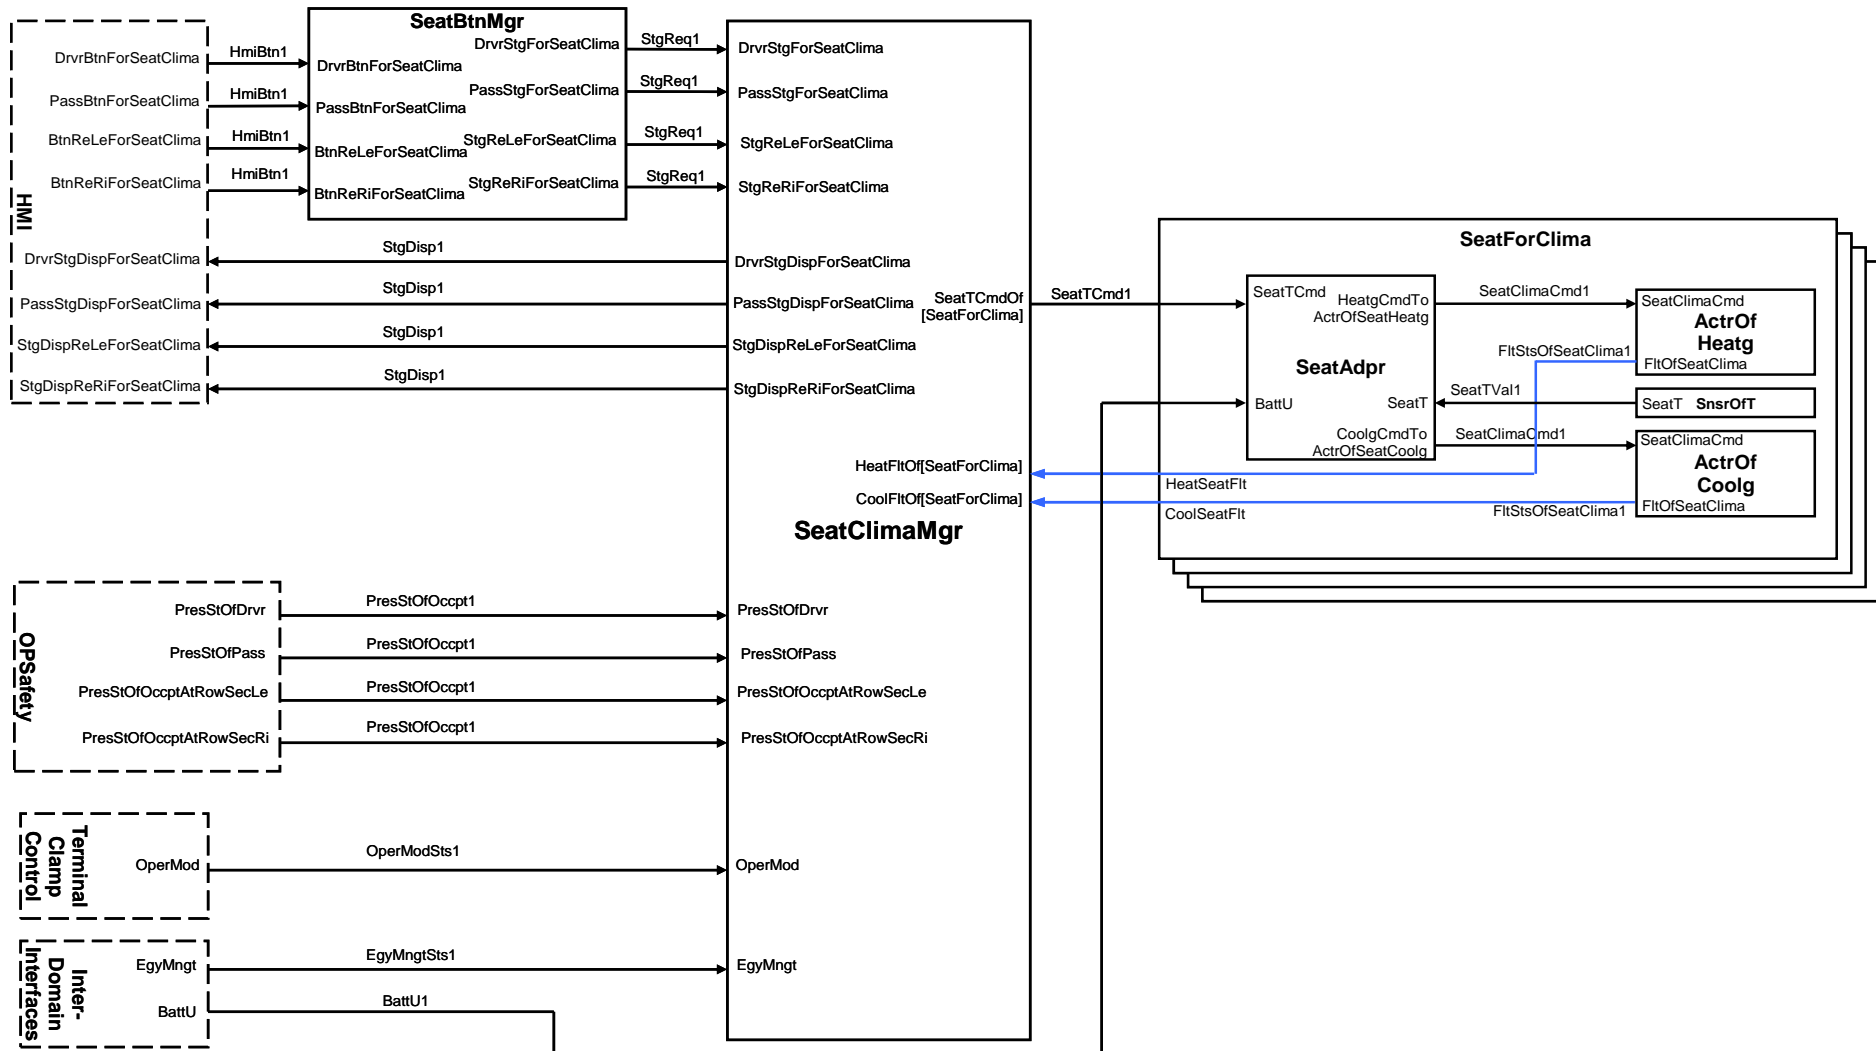 HMI
DrvrBtnForSeatClima
PassBtnForSeatClima
BtnReLeForSeatClima
BtnReRiForSeatClima
DrvrStgDispForSeatClima
PassStgDispForSeatClima
StgDispReLeForSeatClima
StgDispReRiForSeatClima
HmiBtn1
HmiBtn1
HmiBtn1
HmiBtn1
SeatBtnMgr
DrvrBtnForSeatClima
PassBtnForSeatClima
BtnReLeForSeatClima
BtnReRiForSeatClima
DrvrStgForSeatClima
PassStgForSeatClima
StgReLeForSeatClima
StgReRiForSeatClima
StgReq1
StgReq1
StgReq1
StgReq1
StgDisp1
StgDisp1
StgDisp1
StgDisp1
DrvrStgForSeatClima
PassStgForSeatClima
StgReLeForSeatClima
StgReRiForSeatClima
DrvrStgDispForSeatClima
PassStgDispForSeatClima
StgDispReLeForSeatClima
StgDispReRiForSeatClima
SeatTCmdOf
[SeatForClima]
HeatFltOf[SeatForClima]
CoolFltOf[SeatForClima]
SeatClimaMgr
PresStOfDrvr
PresStOfPass
PresStOfOccptAtRowSecLe
PresStOfOccptAtRowSecRi
OperMod
EgyMngt
SeatTCmd1
SeatForClima
SeatTCmd
HeatgCmdTo
ActrOfSeatHeatg
SeatAdpr
BattU
SeatT
CoolgCmdTo
ActrOfSeatCoolg
SeatClimaCmd1
FltStsOfSeatClima1
SeatTVal1
SeatClimaCmd1
HeatSeatFlt
CoolSeatFlt
FltStsOfSeatClima1
SeatClimaCmd
ActrOf
Heatg
FltOfSeatClima
SeatT SnsrOfT
SeatClimaCmd
ActrOf
Coolg
FltOfSeatClima
OPSafety
PresStOfDrvr
PresStOfPass
PresStOfOccptAtRowSecLe
PresStOfOccptAtRowSecRi
PresStOfOccpt1
PresStOfOccpt1
PresStOfOccpt1
PresStOfOccpt1
Terminal
Clamp
Control
OperMod
OperModSts1
Inter-
Domain
Interfaces
EgyMngt
BattU
EgyMngtSts1
BattU1